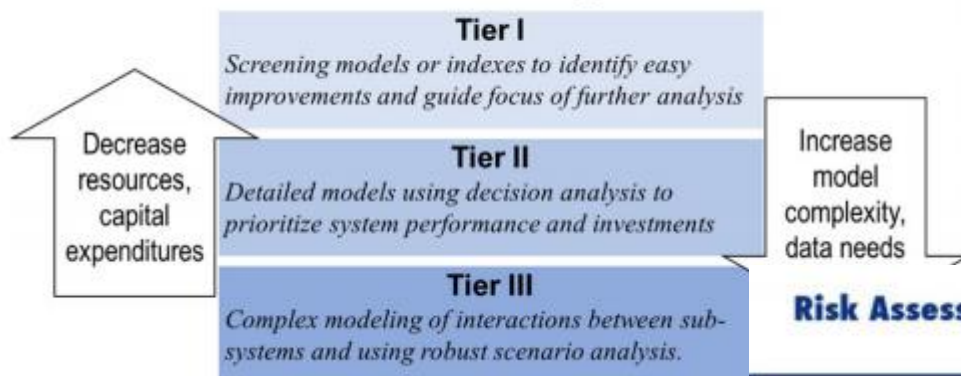 Tier I
Screening models or indexes to identify easy
improvements and guide focus of further analysis
Decrease
resources,
capital
expenditures
Tier II
Detailed models using decision analysis to
prioritize system performance and investments
Increase
model
complexity,
data needs
Tier III
Complex modeling of interactions between sub-
systems and using robust scenario analysis.
Risk Assess